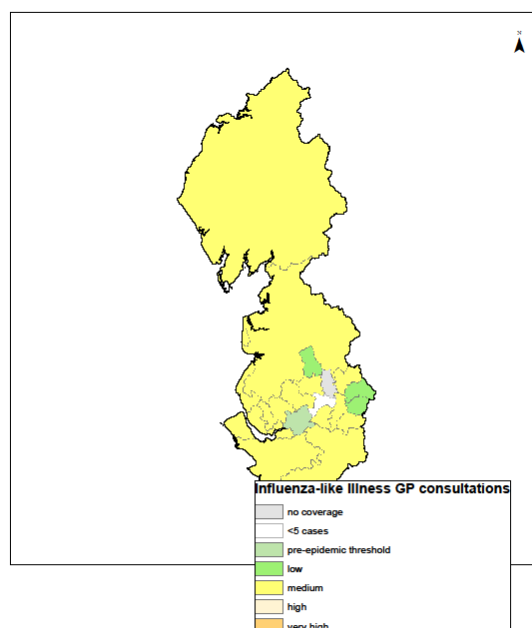 N
Influenza-like Illness GP consultations
no coverage
<5 cases
pre-epidemic threshold
low
medium
high
very high